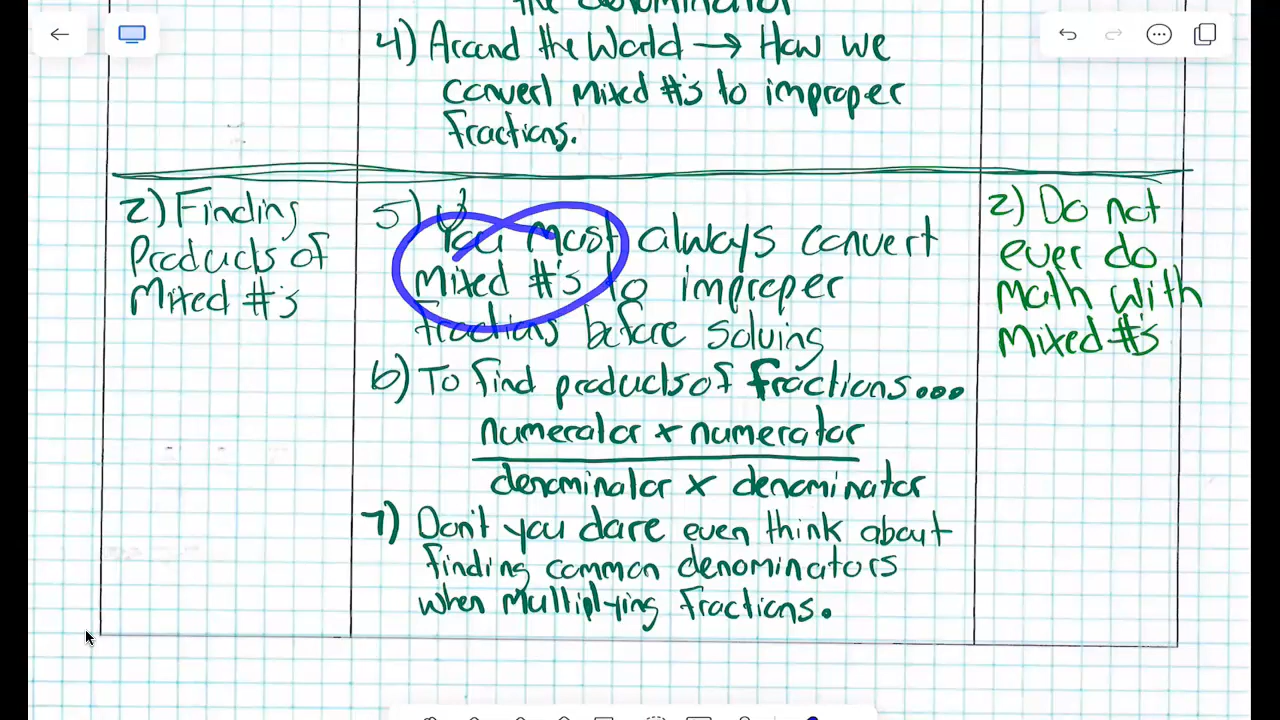 the denominator
4) Around the World → How we
convert Mixed #'s to improper
fractions.
2) Finding
Products of
Mixed #'s
5) You must always convert
Mixed #'s to improper
fractions before solving
6) To find products of fractions...
numerator x numerator
denominator x denominator
7) Don't you dare even think about
finding common denominators
when multiplying fractions.
2) Do not
ever do
math with
Mixed #'s